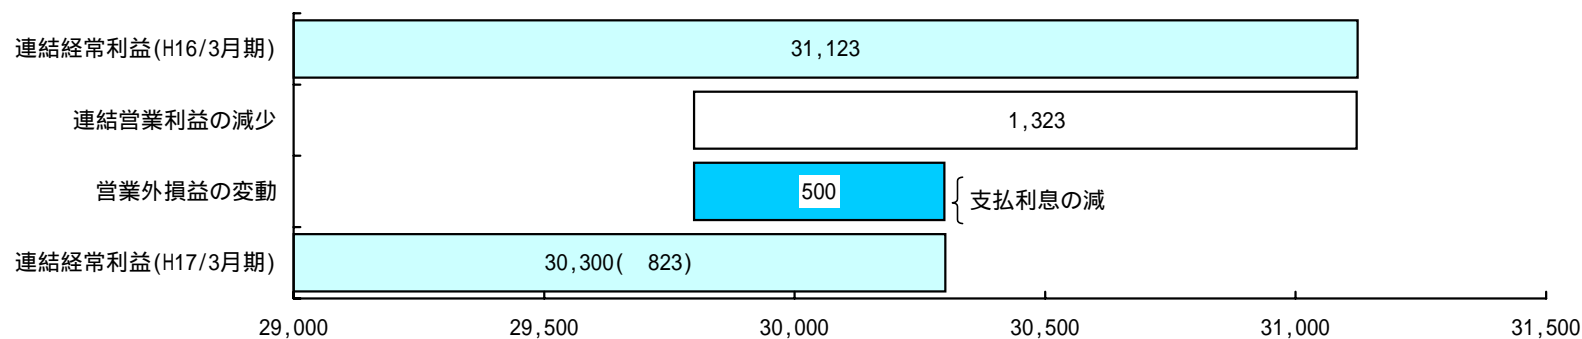 連結経常利益(H16/3月期)
31,123
連結営業利益の減少
1,323
営業外損益の変動
500
支払利息の減
連結経常利益(H17/3月期)
30,300(　823)
29,000
29,500
30,000
30,500
31,000
31,500